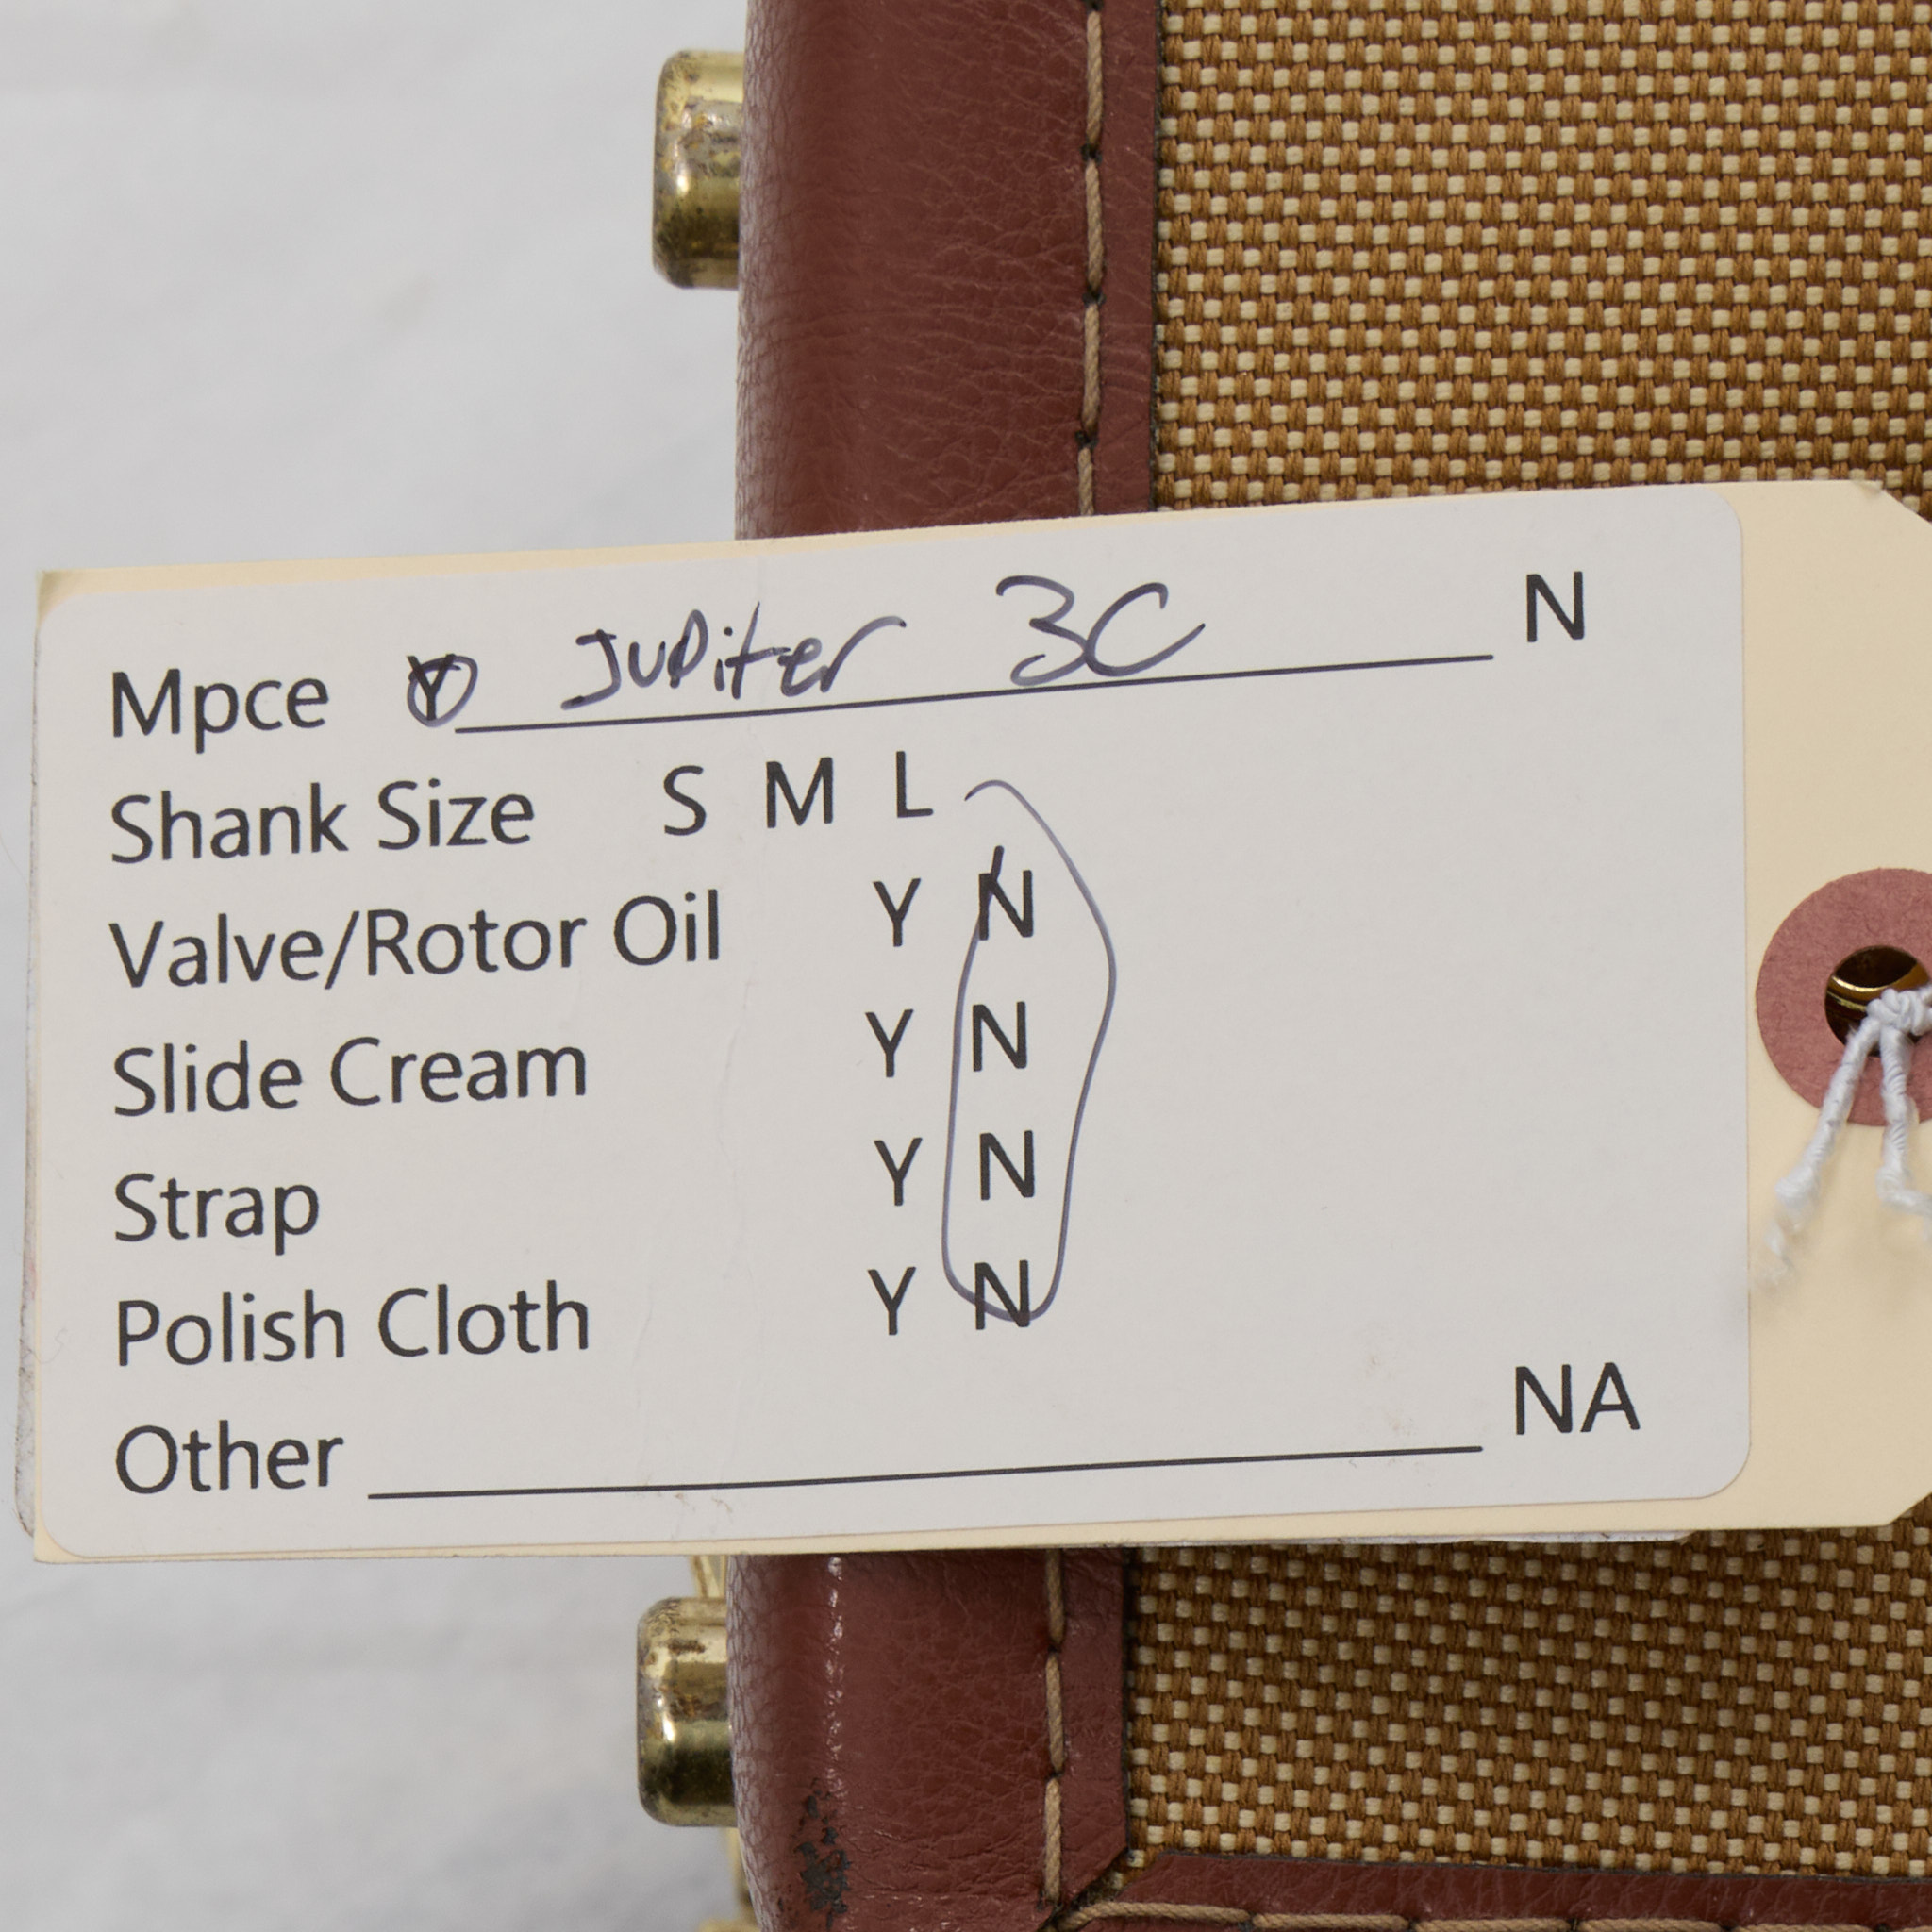 Mpce Y Jupiter 3C N
Shank Size S M L
Valve/Rotor Oil Y N
Slide Cream Y N
Strap Y N
Polish Cloth Y N
Other NA